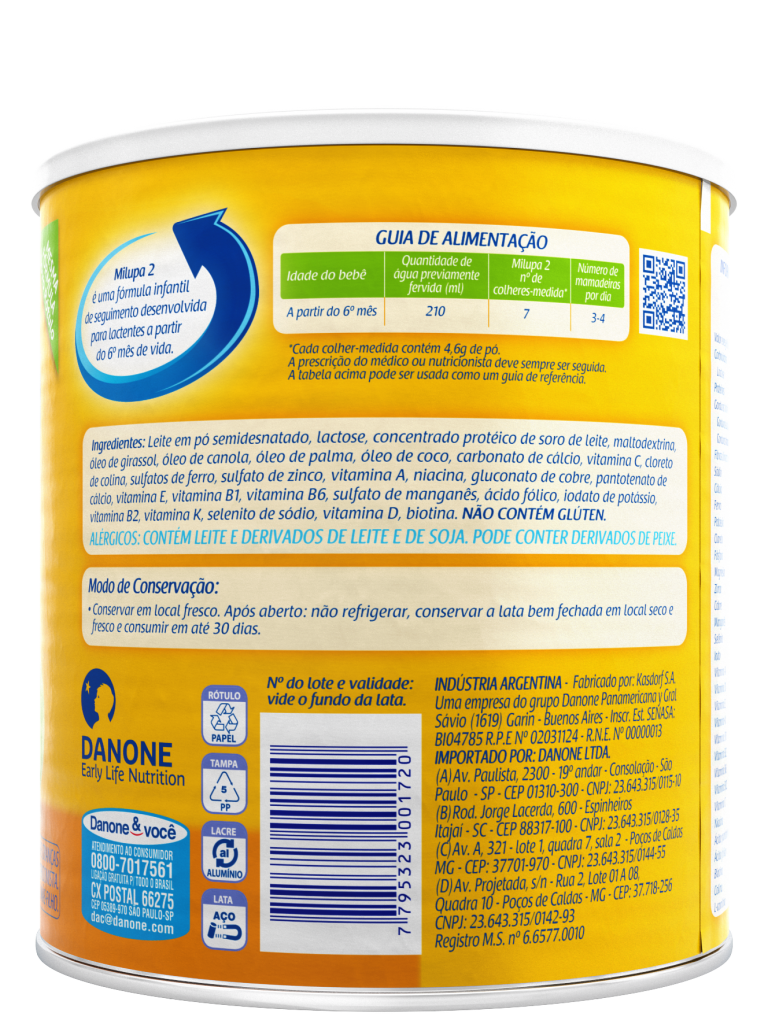 Milupa 2
é uma fórmula infantil
de seguimento desenvolvida
para lactentes a partir
do 6º mês de vida.
GUIA DE ALIMENTAÇÃO
Idade do bebê
Quantidade de
água previamente
fervida (ml)
Milupa 2
nº de
colheres-medida*
Número de
mamadeiras
por dia
A partir do 6º mês
210
7
3-4
*Cada colher-medida contém 4,6g de pó.
A prescrição do médico ou nutricionista deve sempre ser seguida.
A tabela acima pode ser usada como um guia de referência.
Ingredientes: Leite em pó semidesnatado, lactose, concentrado protéico de soro de leite, maltodextrina,
óleo de girassol, óleo de canola, óleo de palma, óleo de coco, carbonato de cálcio, vitamina C, cloreto
de colina, sulfatos de ferro, sulfato de zinco, vitamina A, niacina, gluconato de cobre, pantotenato de
cálcio, vitamina E, vitamina B1, vitamina B6, sulfato de manganês, ácido fólico, iodato de potássio,
vitamina B2, vitamina K, selenito de sódio, vitamina D, biotina. NÃO CONTÉM GLÚTEN.
ALÉRGICOS: CONTÉM LEITE E DERIVADOS DE LEITE E DE SOJA. PODE CONTER DERIVADOS DE PEIXE.
Modo de Conservação:
• Conservar em local fresco. Após aberto: não refrigerar, conservar a lata bem fechada em local seco e
fresco e consumir em até 30 dias.
DANONE
Early Life Nutrition
Danone & você
ATENDIMENTO AO CONSUMIDOR
0800-7017561
LIGAÇÃO GRATUITA P/ TODO O BRASIL
CX POSTAL 66275
CEP 05389-970 SÃO PAULO-SP
dac@danone.com
RÓTULO
PAPEL
TAMPA
5
PP
LACRE
al
ALUMÍNIO
LATA
AÇO
Nº do lote e validade:
vide o fundo da lata.
7 795323 001720
INDÚSTRIA ARGENTINA - Fabricado por: Kasdorf S.A.
Uma empresa do grupo Danone Panamericana y Gral
Sávio (1619) Garín - Buenos Aires - Inscr. Est. SENASA:
BI04785 R.P.E Nº 02031124 - R.N.E. Nº 00000013
IMPORTADO POR: DANONE LTDA.
(A) Av. Paulista, 2300 - 19º andar - Consolação - São
Paulo - SP - CEP 01310-300 - CNPJ: 23.643.315/0115-10
(B) Rod. Jorge Lacerda, 600 - Espinheiros
Itajaí - SC - CEP 88317-100 - CNPJ: 23.643.315/0128-35
(C) Av. A, 321 - lote 1, quadra 7, sala 2 - Poços de Caldas
MG - CEP: 37701-970 - CNPJ: 23.643.315/0144-55
(D) Av. Projetada, s/n - Rua 2, Lote 01 A 08,
Quadra 10 - Poços de Caldas - MG - CEP: 37.718-256
CNPJ: 23.643.315/0142-93
Registro M.S. nº 6.6577.0010